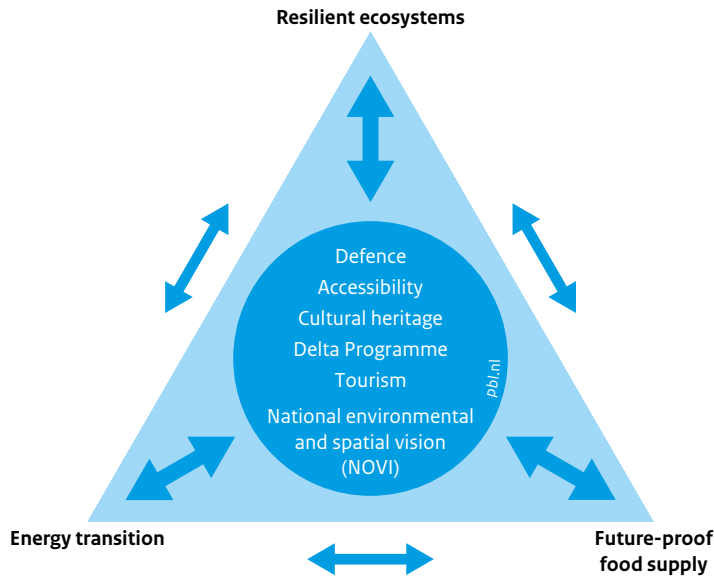 Resilient ecosystems
Defence
Accessibility
Cultural heritage
Delta Programme
Tourism
National environmental
and spatial vision
(NOVI)
pbl.nl
Energy transition
Future-proof
food supply